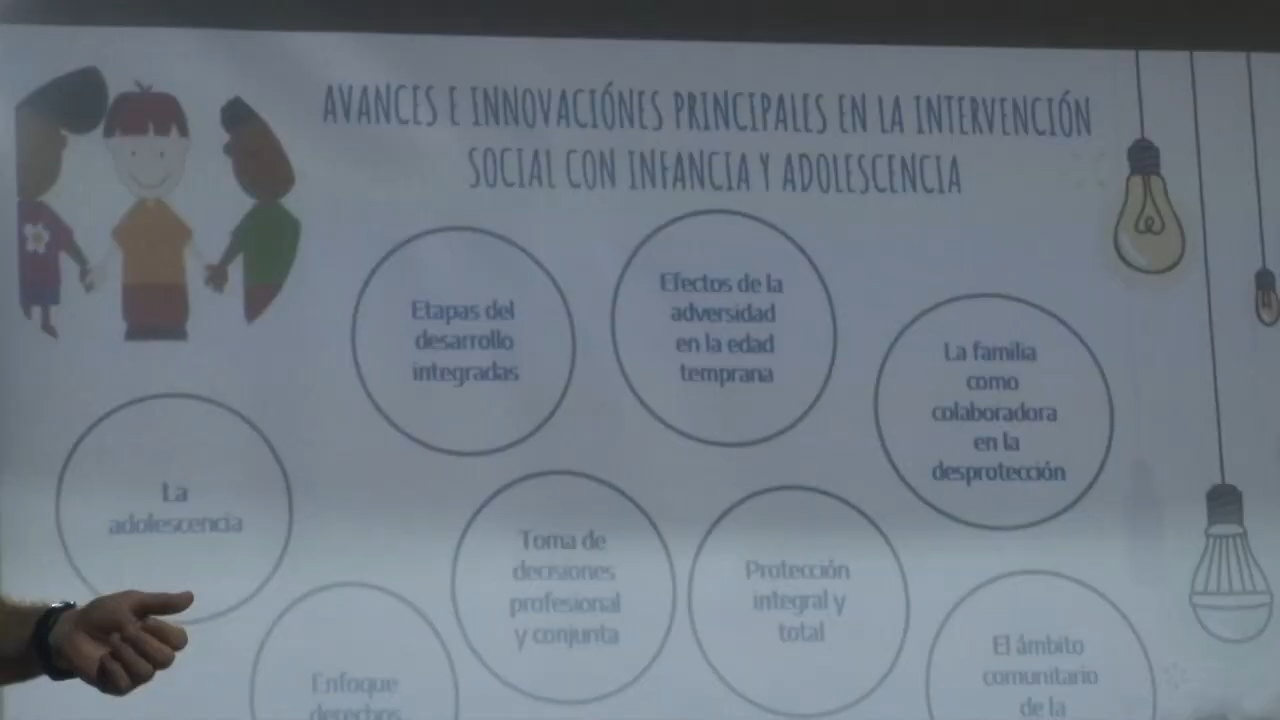 AVANCES E INNOVACIÓNES PRINCIPALES EN LA INTERVENCIÓN
SOCIAL CON INFANCIA Y ADOLESCENCIA
Etapas del
desarrollo
integradas
Efectos de la
adversidad
en la edad
temprana
La familia
como
colaboradora
en la
desprotección
La
adolescencia
Toma de
decisiones
profesional
y conjunta
Protección
integral y
total
Enfoque
derechos
El ámbito
comunitario
de la